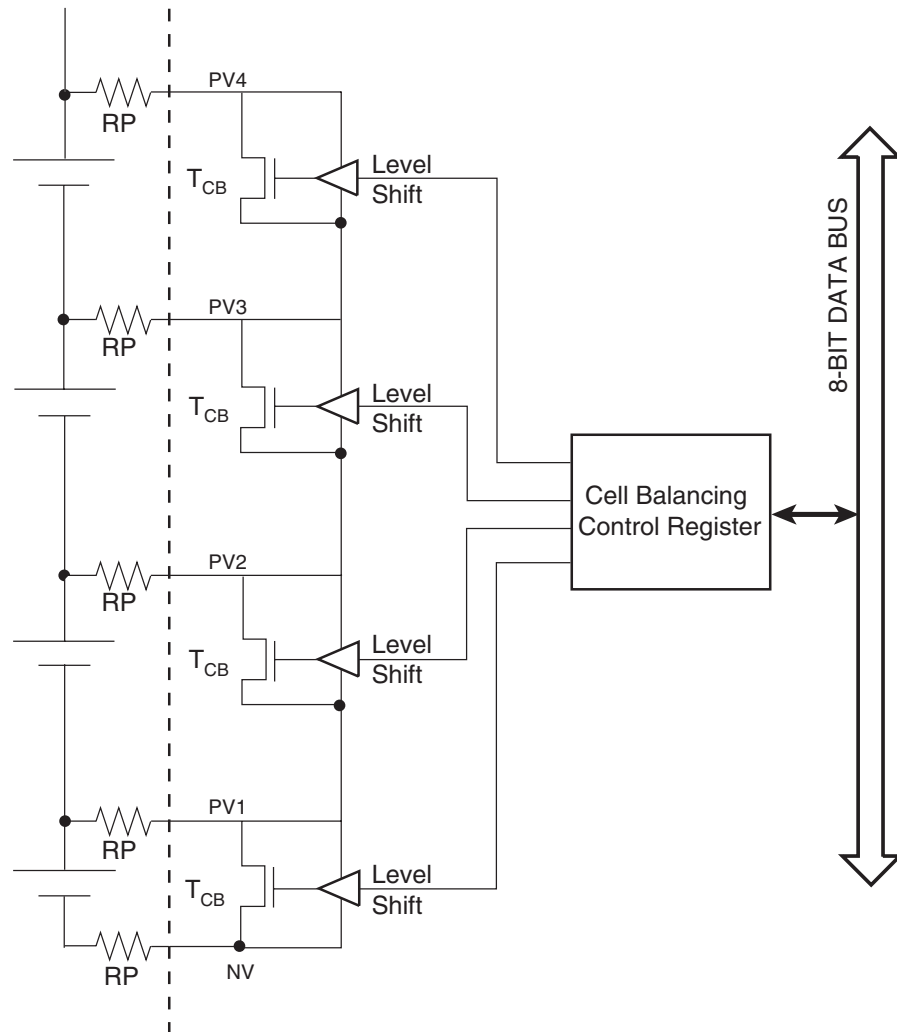 PV4
RP
Level
Shift
T_CB
PV3
RP
Level
Shift
T_CB
8-BIT DATA BUS
Cell Balancing
Control Register
PV2
RP
Level
Shift
T_CB
PV1
RP
Level
Shift
T_CB
RP
NV